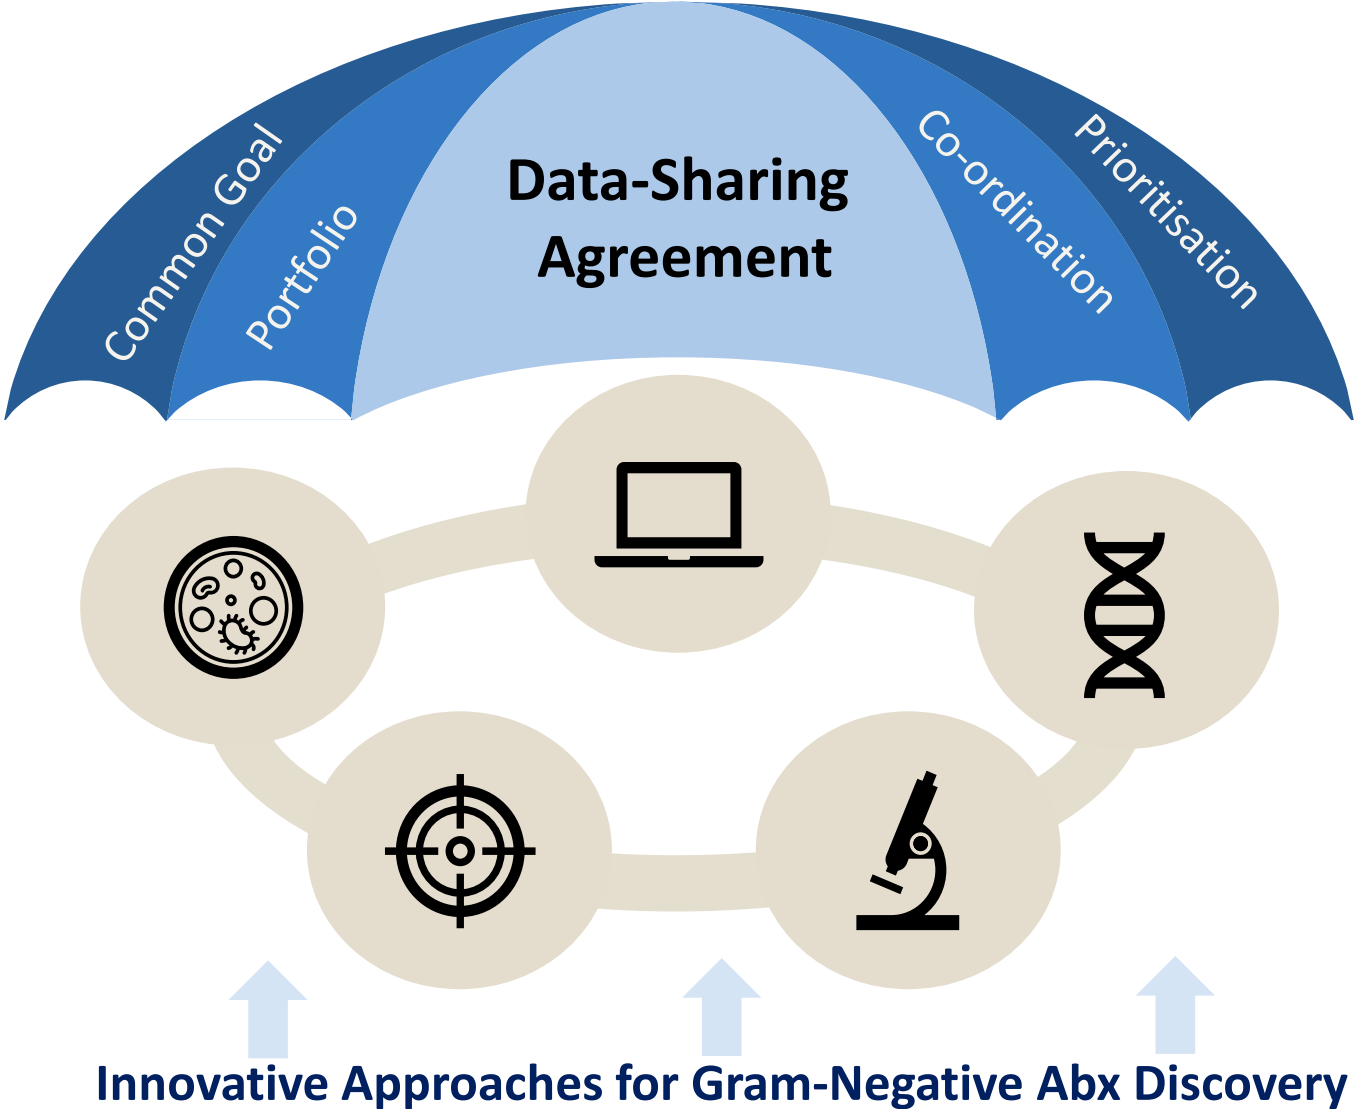 Common Goal
Portfolio
Data-Sharing
Agreement
Co-ordination
Prioritisation
Innovative Approaches for Gram-Negative Abx Discovery